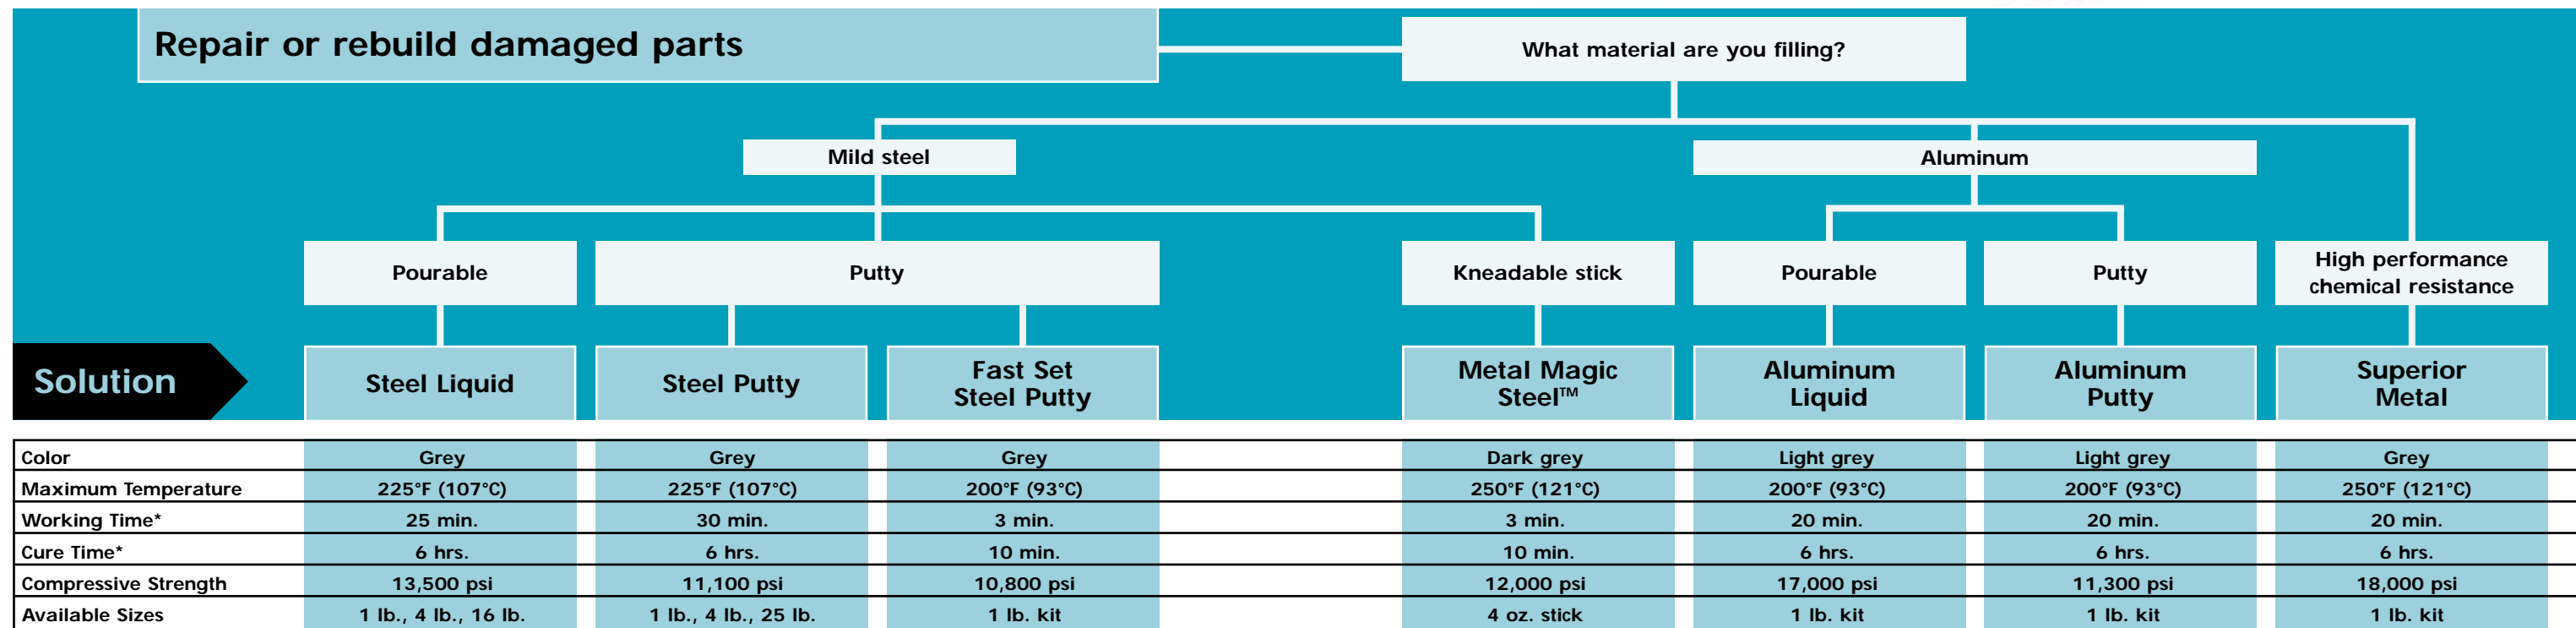 Repair or rebuild damaged parts
What material are you filling?
Mild steel
Aluminum
Pourable
Putty
Kneadable stick
Pourable
Putty
High performance
chemical resistance
Solution
Steel Liquid
Steel Putty
Fast Set
Steel Putty
Metal Magic
Steel™
Aluminum
Liquid
Aluminum
Putty
Superior
Metal
Color Grey Grey Grey Dark grey Light grey Light grey Grey
Maximum Temperature 225°F (107°C) 225°F (107°C) 200°F (93°C) 250°F (121°C) 200°F (93°C) 200°F (93°C) 250°F (121°C)
Working Time* 25 min. 30 min. 3 min. 3 min. 20 min. 20 min. 20 min.
Cure Time* 6 hrs. 6 hrs. 10 min. 10 min. 6 hrs. 6 hrs. 6 hrs.
Compressive Strength 13,500 psi 11,100 psi 10,800 psi 12,000 psi 17,000 psi 11,300 psi 18,000 psi
Available Sizes 1 lb., 4 lb., 16 lb. 1 lb., 4 lb., 25 lb. 1 lb. kit 4 oz. stick 1 lb. kit 1 lb. kit 1 lb. kit